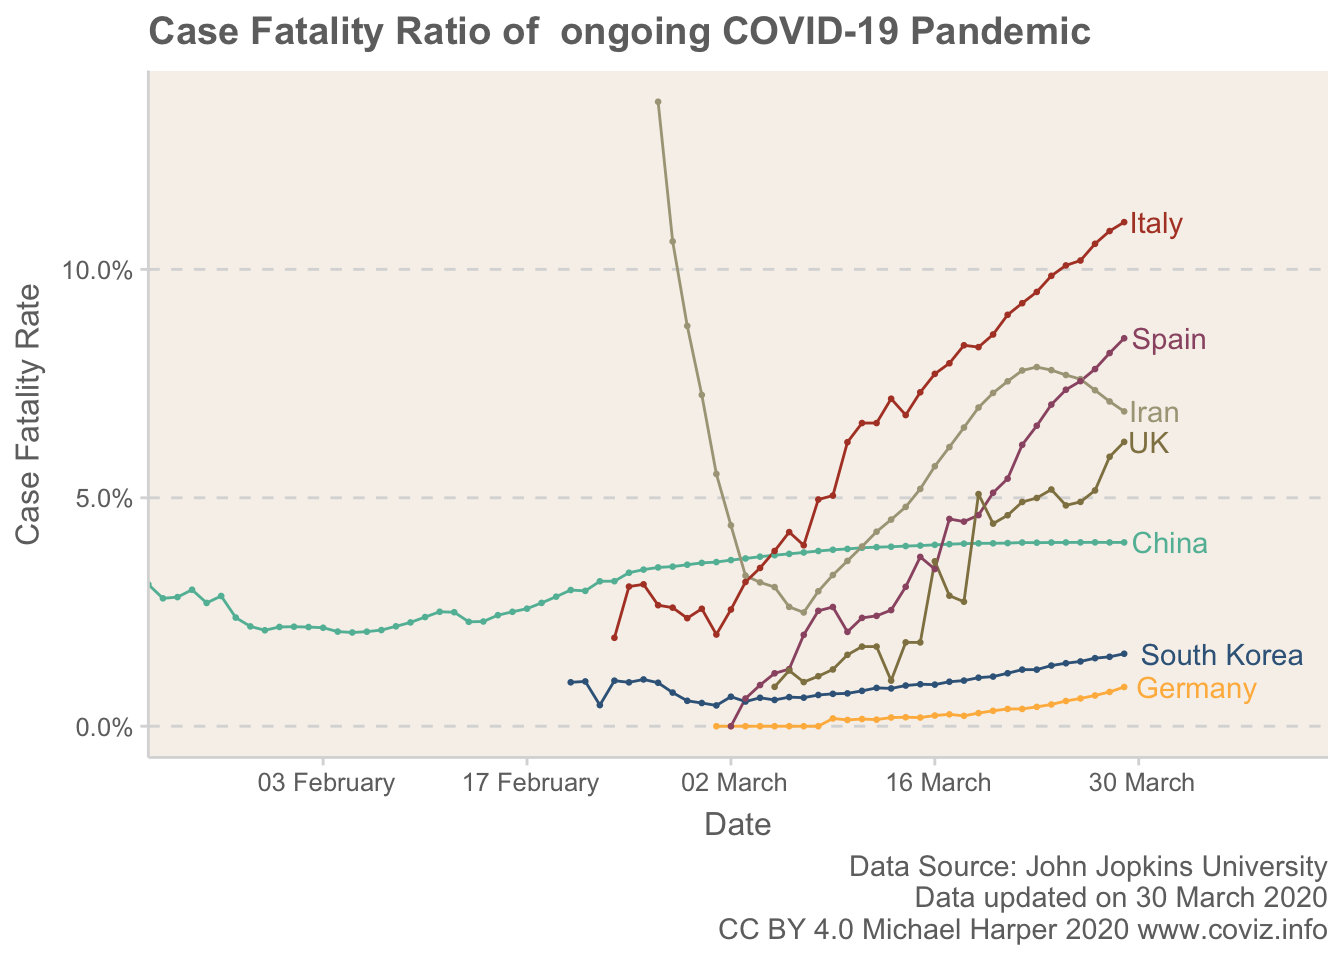 Case Fatality Ratio of  ongoing COVID-19 Pandemic
Case Fatality Rate
10.0%
5.0%
0.0%
Italy
Spain
Iran
UK
China
South Korea
Germany
03 February
17 February
02 March
16 March
30 March
Date
Data Source: John Jopkins University
Data updated on 30 March 2020
CC BY 4.0 Michael Harper 2020 www.coviz.info